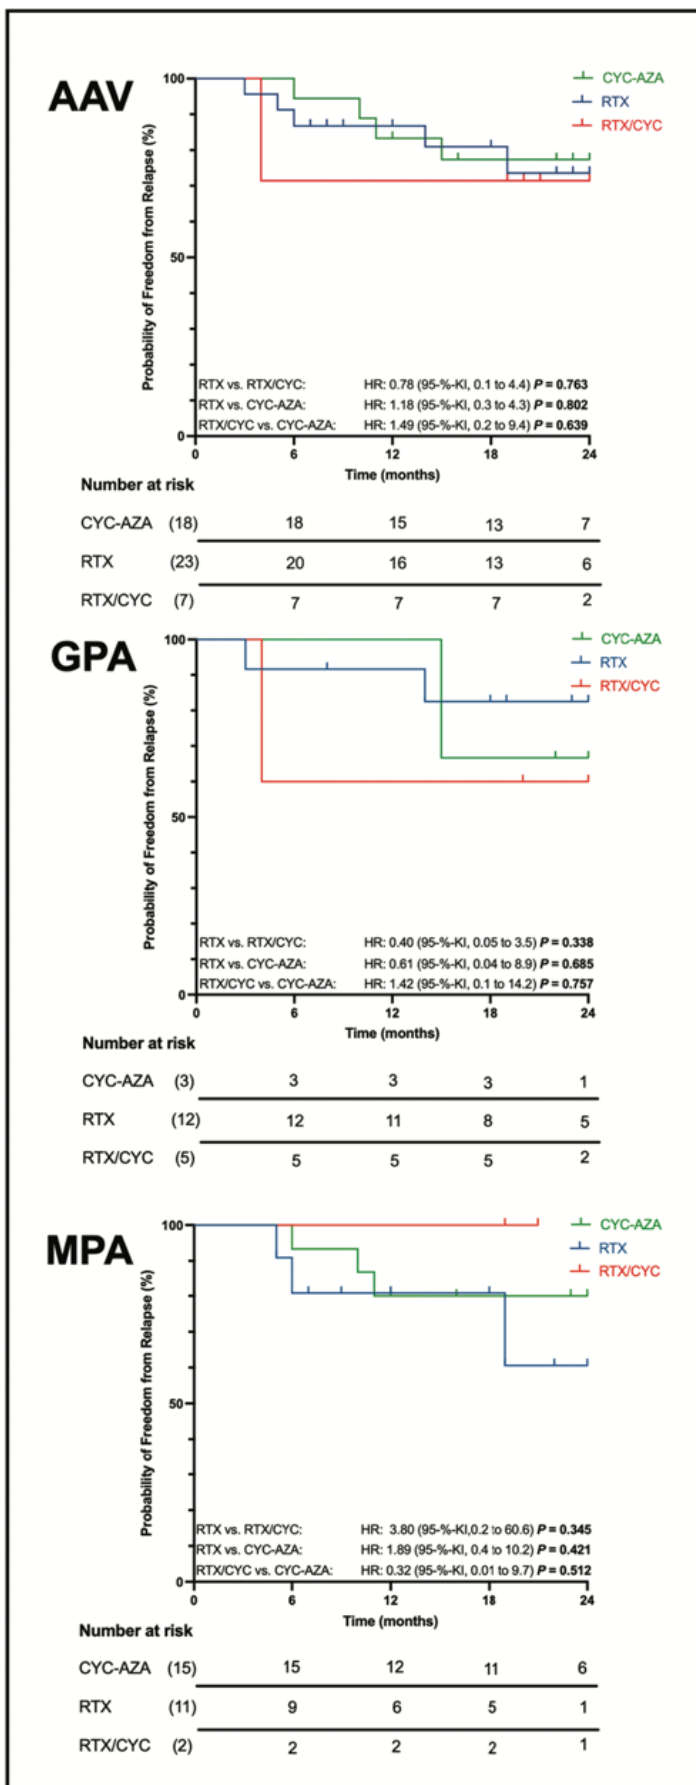 AAV
CYC-AZA
RTX
RTX/CYC
Probability of Freedom from Relapse (%)
100
50
0
RTX vs. RTX/CYC: HR: 0.78 (95-%-KI, 0.1 to 4.4) P = 0.763
RTX vs. CYC-AZA: HR: 1.18 (95-%-KI, 0.3 to 4.3) P = 0.802
RTX/CYC vs. CYC-AZA: HR: 1.49 (95-%-KI, 0.2 to 9.4) P = 0.639
0 6 12 18 24
Time (months)
Number at risk
CYC-AZA (18) 18 15 13 7
RTX (23) 20 16 13 6
RTX/CYC (7) 7 7 7 2
GPA
CYC-AZA
RTX
RTX/CYC
Probability of Freedom from Relapse (%)
100
50
0
RTX vs. RTX/CYC: HR: 0.40 (95-%-KI, 0.05 to 3.5) P = 0.338
RTX vs. CYC-AZA: HR: 0.61 (95-%-KI, 0.04 to 8.9) P = 0.685
RTX/CYC vs. CYC-AZA: HR: 1.42 (95-%-KI, 0.1 to 14.2) P = 0.757
0 6 12 18 24
Time (months)
Number at risk
CYC-AZA (3) 3 3 3 1
RTX (12) 12 11 8 5
RTX/CYC (5) 5 5 5 2
MPA
CYC-AZA
RTX
RTX/CYC
Probability of Freedom from Relapse (%)
100
50
0
RTX vs. RTX/CYC: HR: 3.80 (95-%-KI,0.2 to 60.6) P = 0.345
RTX vs. CYC-AZA: HR: 1.89 (95-%-KI, 0.4 to 10.2) P = 0.421
RTX/CYC vs. CYC-AZA: HR: 0.32 (95-%-KI, 0.01 to 9.7) P = 0.512
0 6 12 18 24
Time (months)
Number at risk
CYC-AZA (15) 15 12 11 6
RTX (11) 9 6 5 1
RTX/CYC (2) 2 2 2 1